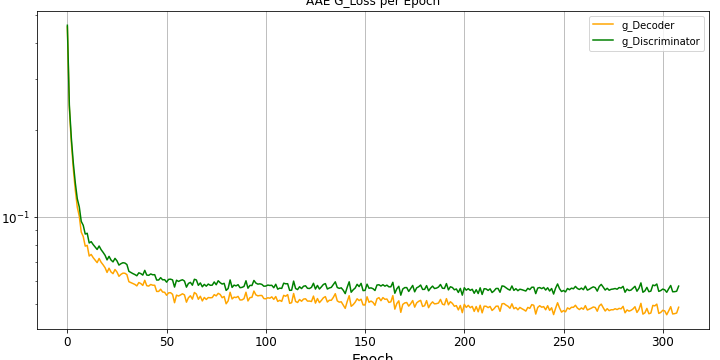 AAE G_Loss per Epoch
g_Decoder
g_Discriminator
10⁻¹
0 50 100 150 200 250 300
Epoch